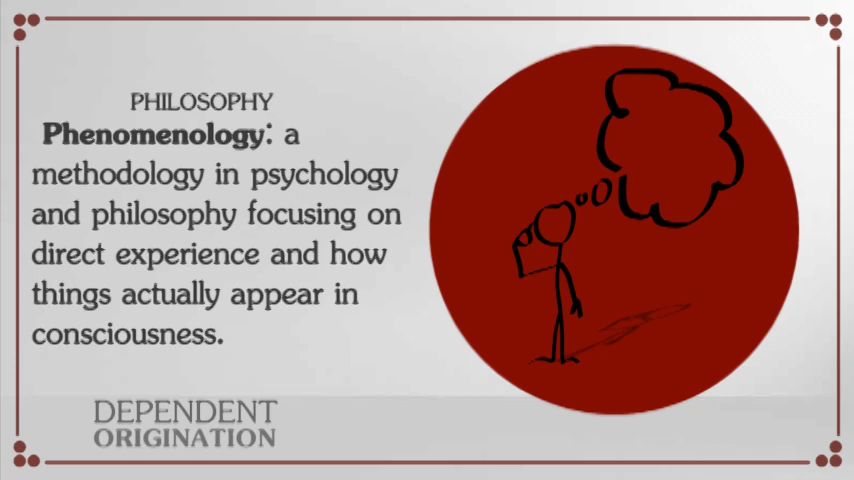 PHILOSOPHY
Phenomenology: a
methodology in psychology
and philosophy focusing on
direct experience and how
things actually appear in
consciousness.
DEPENDENT
ORIGINATION